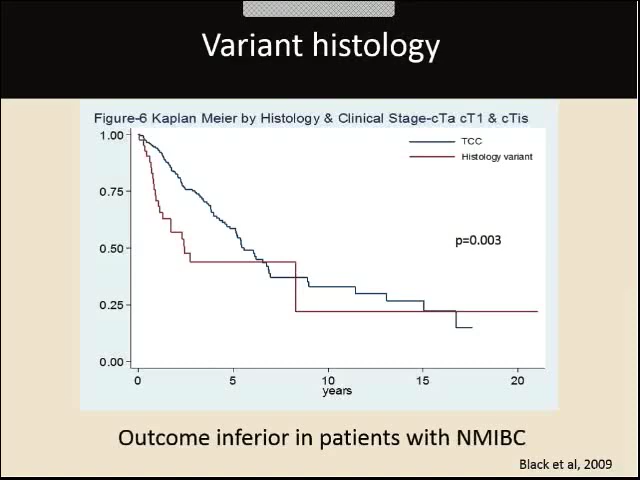 Variant histology
Figure-6 Kaplan Meier by Histology & Clinical Stage-cTa cT1 & cTis
1.00
TCC
Histology variant
0.75
p=0.003
0.50
0.25
0.00
0 5 10 15 20
years
Outcome inferior in patients with NMIBC
Black et al, 2009